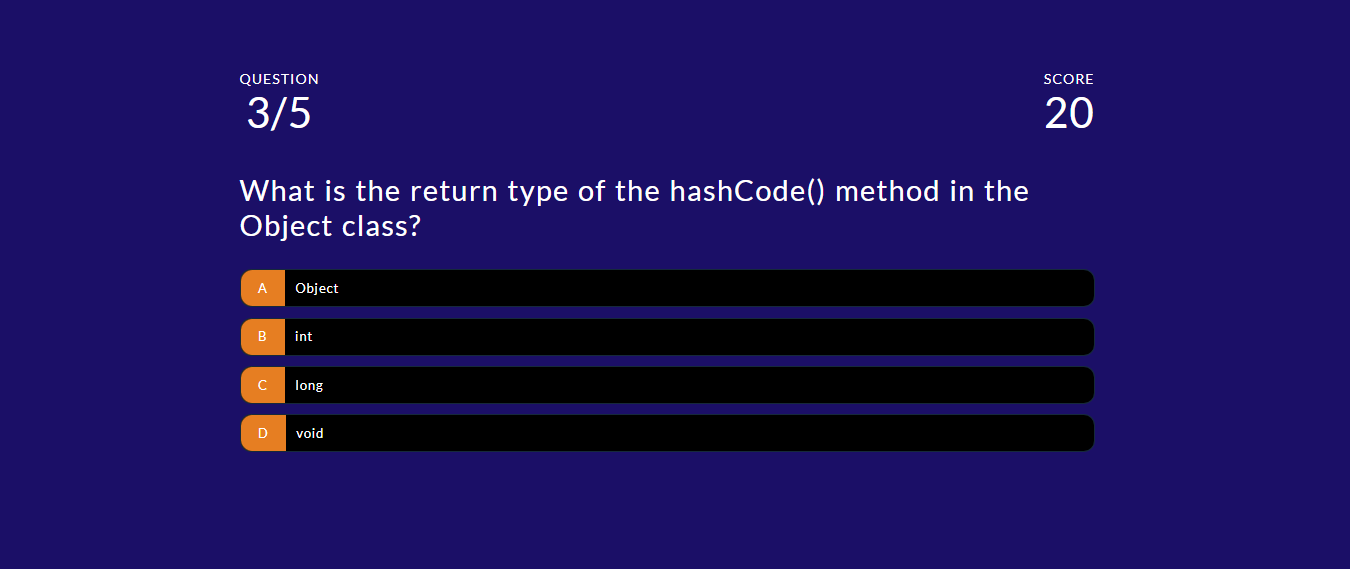 QUESTION
3/5
SCORE
20
What is the return type of the hashCode() method in the
Object class?
A Object
B int
C long
D void